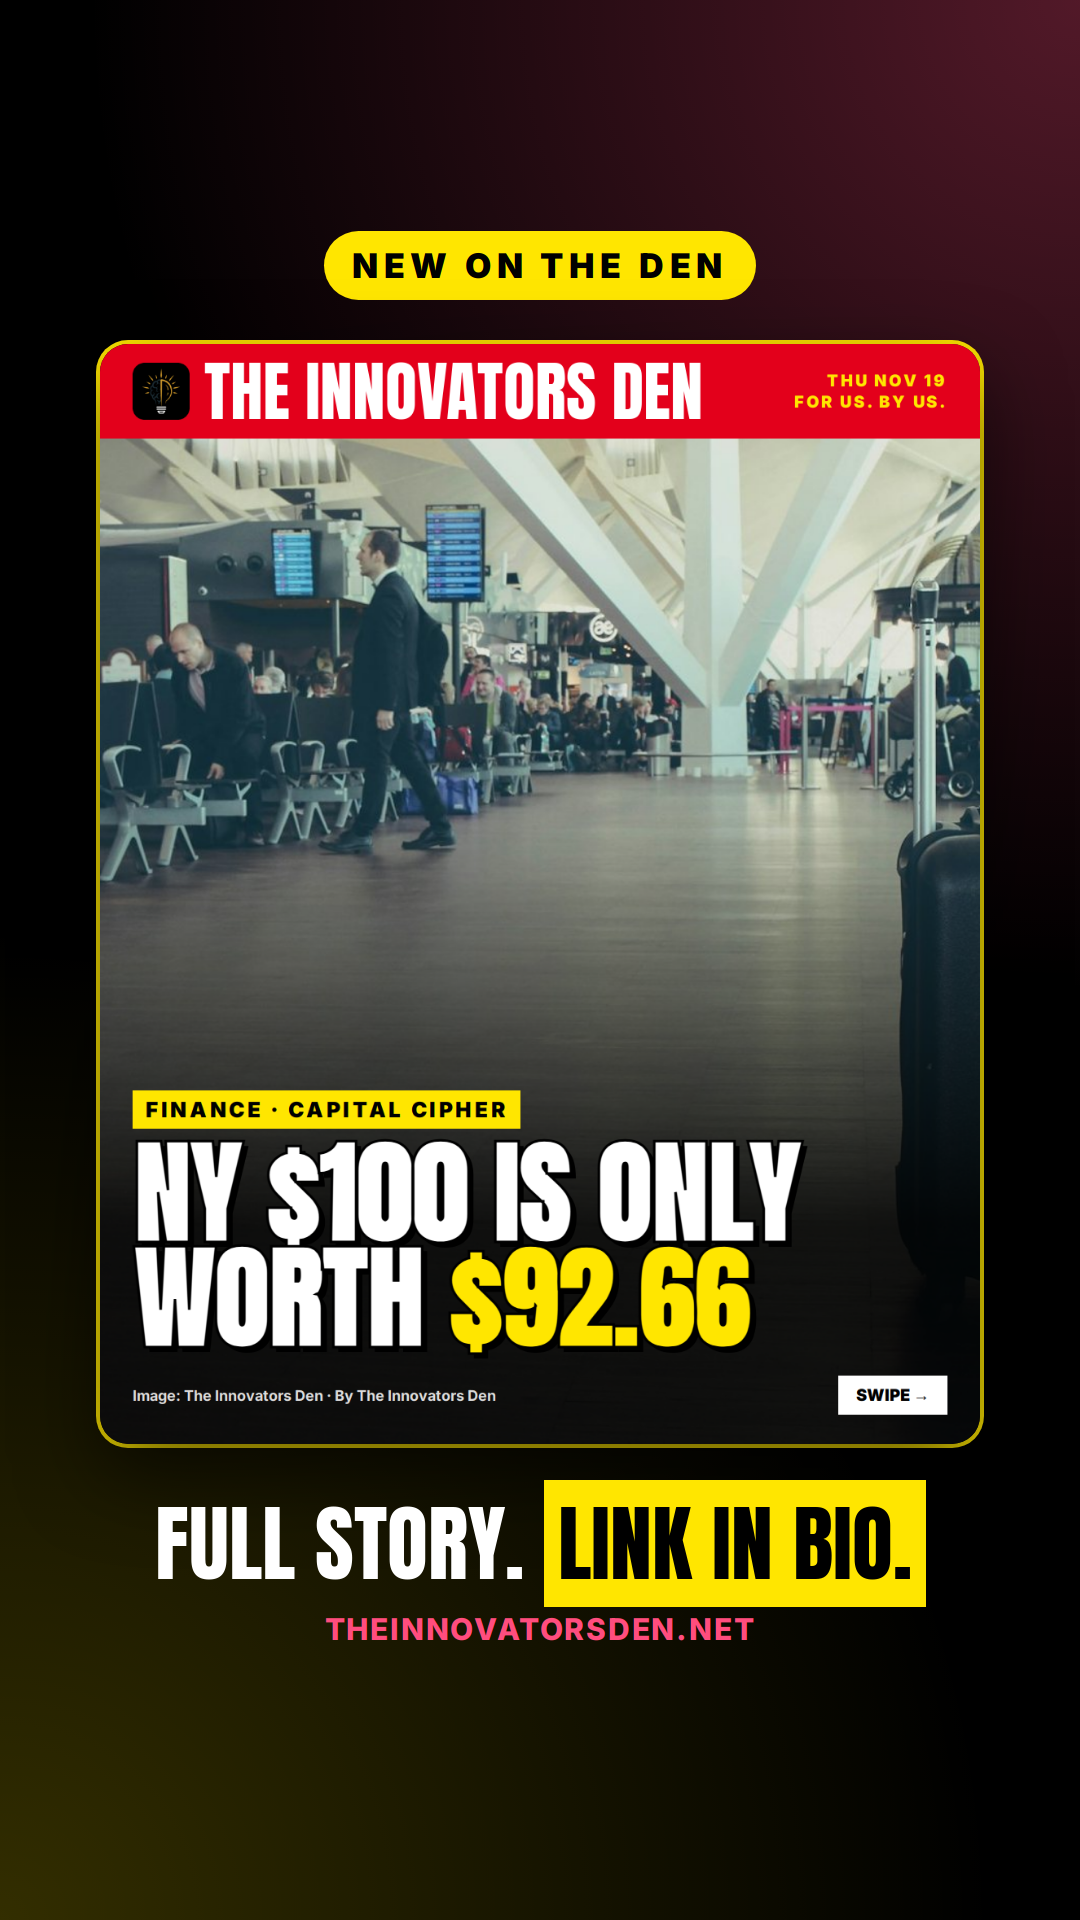 NEW ON THE DEN
THE INNOVATORS DEN
THU NOV 19
FOR US. BY US.
FINANCE · CAPITAL CIPHER
NY $100 IS ONLY
WORTH $92.66
Image: The Innovators Den · By The Innovators Den
SWIPE →
FULL STORY. LINK IN BIO.
THEINNOVATORSDEN.NET